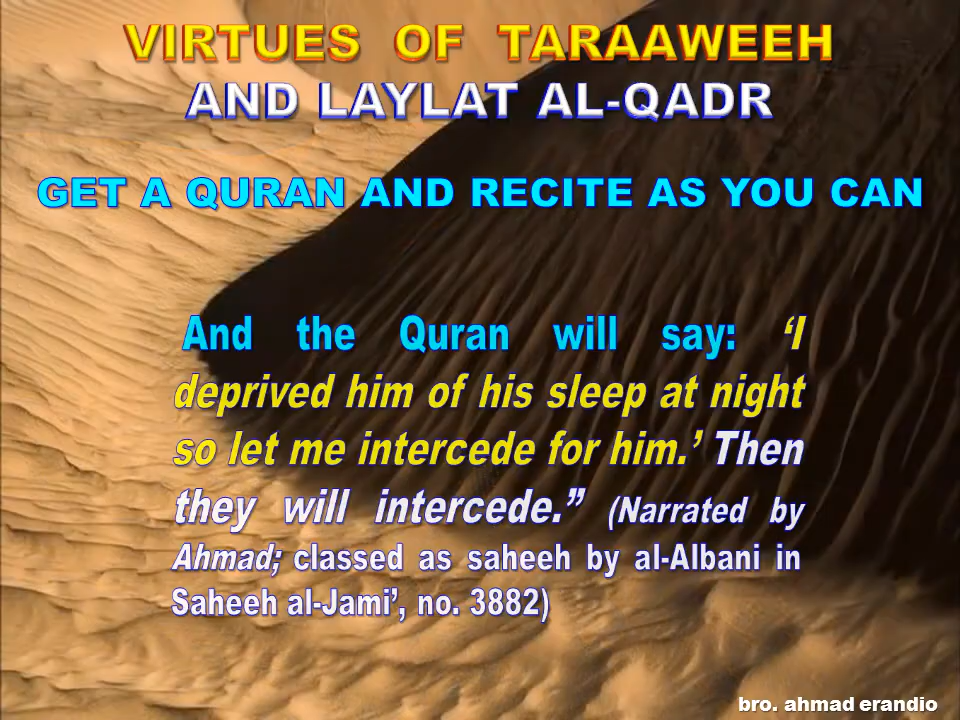 VIRTUES OF TARAAWEEH
AND LAYLAT AL-QADR
GET A QURAN AND RECITE AS YOU CAN
And the Quran will say: ‘I
deprived him of his sleep at night
so let me intercede for him.’ Then
they will intercede.” (Narrated by
Ahmad; classed as saheeh by al-Albani in
Saheeh al-Jami’, no. 3882)
bro. ahmad erandio